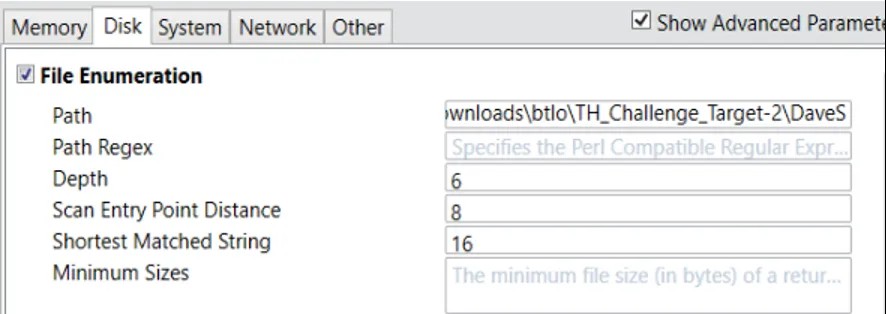 Memory Disk System Network Other Show Advanced Paramete
File Enumeration
Path ownloads\btlo\TH_Challenge_Target-2\DaveS
Path Regex Specifies the Perl Compatible Regular Expr...
Depth 6
Scan Entry Point Distance 8
Shortest Matched String 16
Minimum Sizes The minimum file size (in bytes) of a retur...